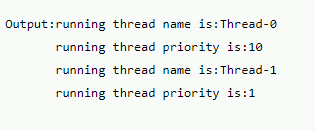 Output:running thread name is:Thread-0
running thread priority is:10
running thread name is:Thread-1
running thread priority is:1